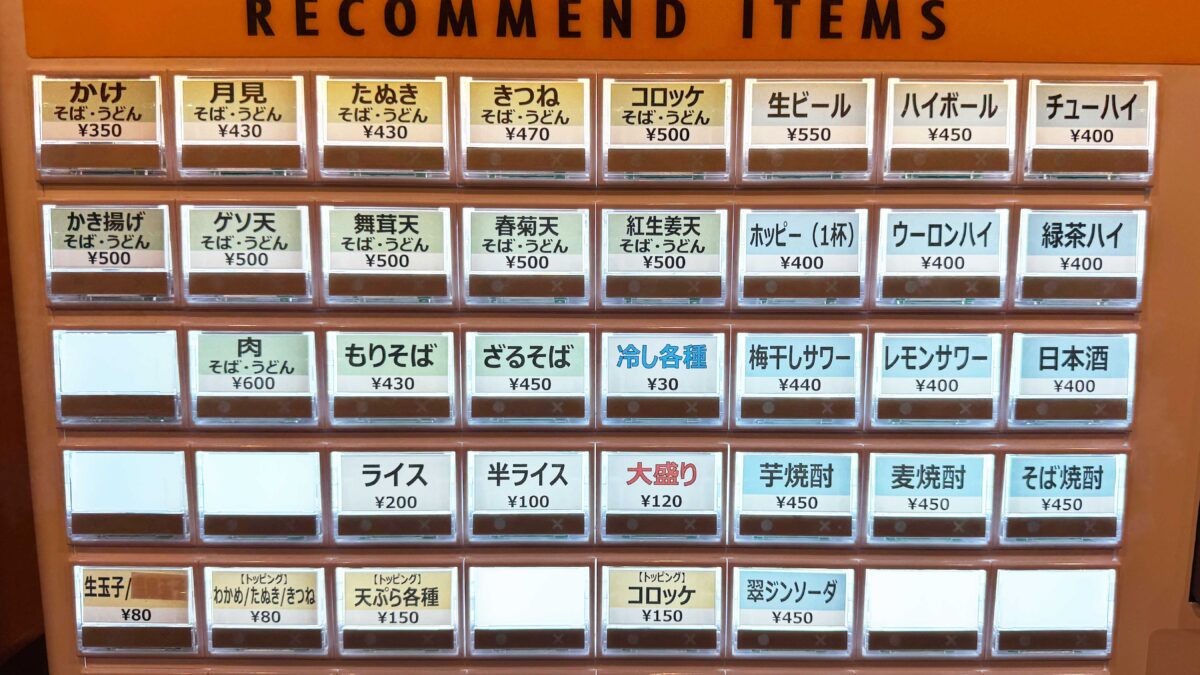 RECOMMEND ITEMS
かけ
そば・うどん
¥350
月見
そば・うどん
¥430
たぬき
そば・うどん
¥430
きつね
そば・うどん
¥470
コロッケ
そば・うどん
¥500
生ビール
¥550
ハイボール
¥450
チューハイ
¥400
かき揚げ
そば・うどん
¥500
ゲソ天
そば・うどん
¥500
舞茸天
そば・うどん
¥500
春菊天
そば・うどん
¥500
紅生姜天
そば・うどん
¥500
ホッピー（1杯）
¥400
ウーロンハイ
¥400
緑茶ハイ
¥400
肉
そば・うどん
¥600
もりそば
¥430
ざるそば
¥450
冷し各種
¥30
梅干しサワー
¥440
レモンサワー
¥400
日本酒
¥400
ライス
¥200
半ライス
¥100
大盛り
¥120
芋焼酎
¥450
麦焼酎
¥450
そば焼酎
¥450
生玉子/
¥80
【トッピング】
わかめ/たぬき/きつね
¥80
【トッピング】
天ぷら各種
¥150
【トッピング】
コロッケ
¥150
翠ジンソーダ
¥450